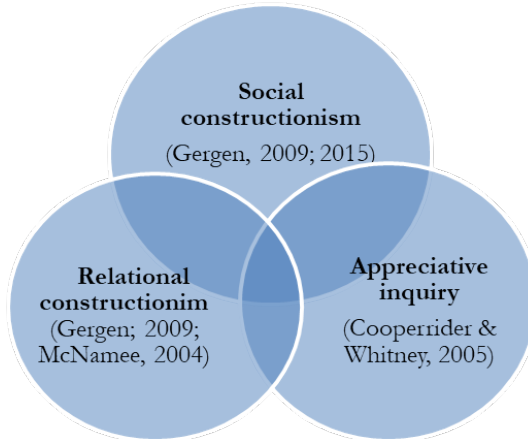 Social
constructionism
(Gergen, 2009; 2015)
Relational
constructionim
(Gergen; 2009;
McNamee, 2004)
Appreciative
inquiry
(Cooperrider &
Whitney, 2005)